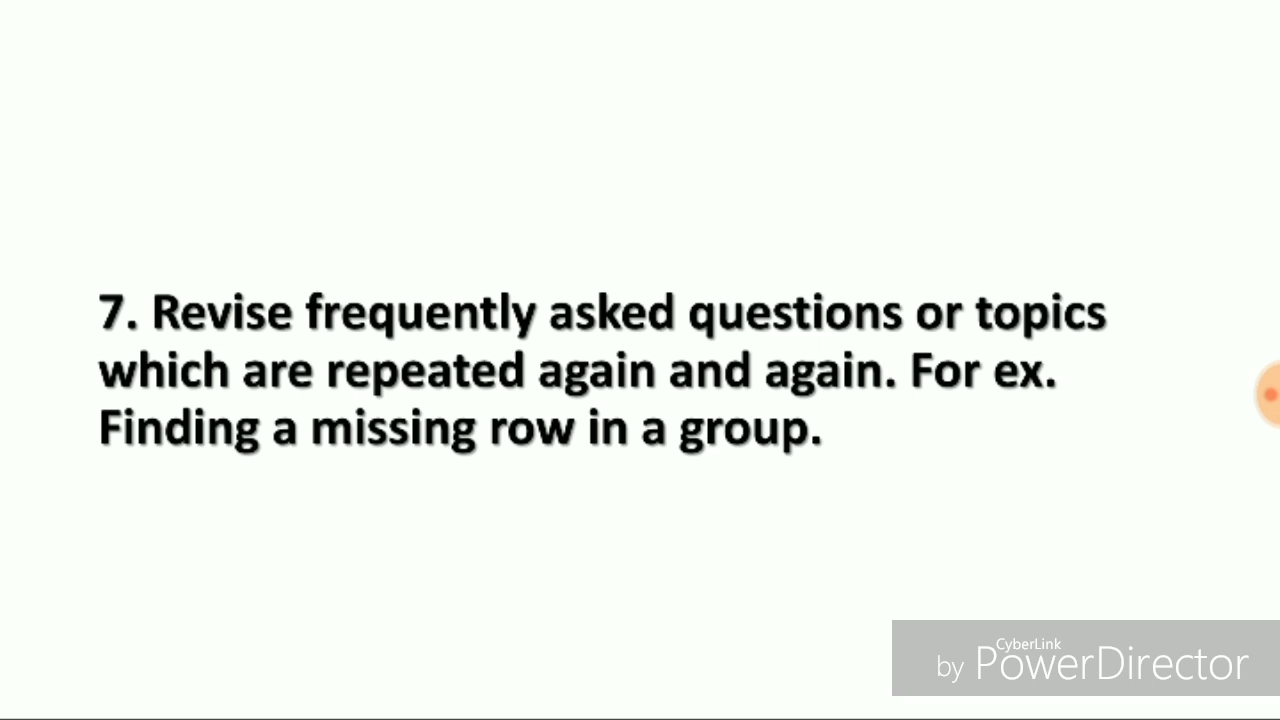 7. Revise frequently asked questions or topics
which are repeated again and again. For ex.
Finding a missing row in a group.
CyberLink
by PowerDirector